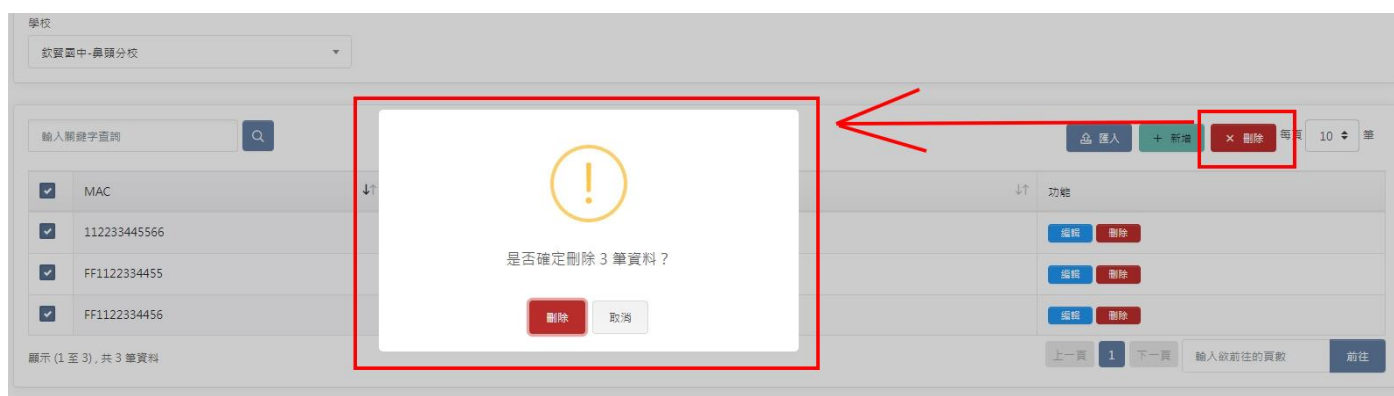 學校
欽賢國中-鼻頭分校
輸入關鍵字查詢
匯入
+ 新增
× 刪除
每頁 10 筆
MAC
功能
112233445566
編輯 刪除
FF1122334455
編輯 刪除
FF1122334456
編輯 刪除
是否確定刪除 3 筆資料？
刪除 取消
顯示 (1 至 3) , 共 3 筆資料
上一頁 1 下一頁 輸入欲前往的頁數 前往